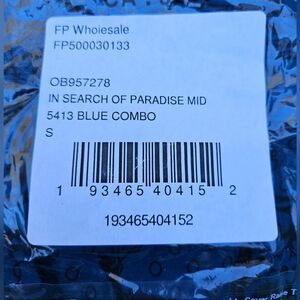 FP Wholesale
FP500030133
OB957278
IN SEARCH OF PARADISE MID
5413 BLUE COMBO
S
1 93465 40415 2
193465404152